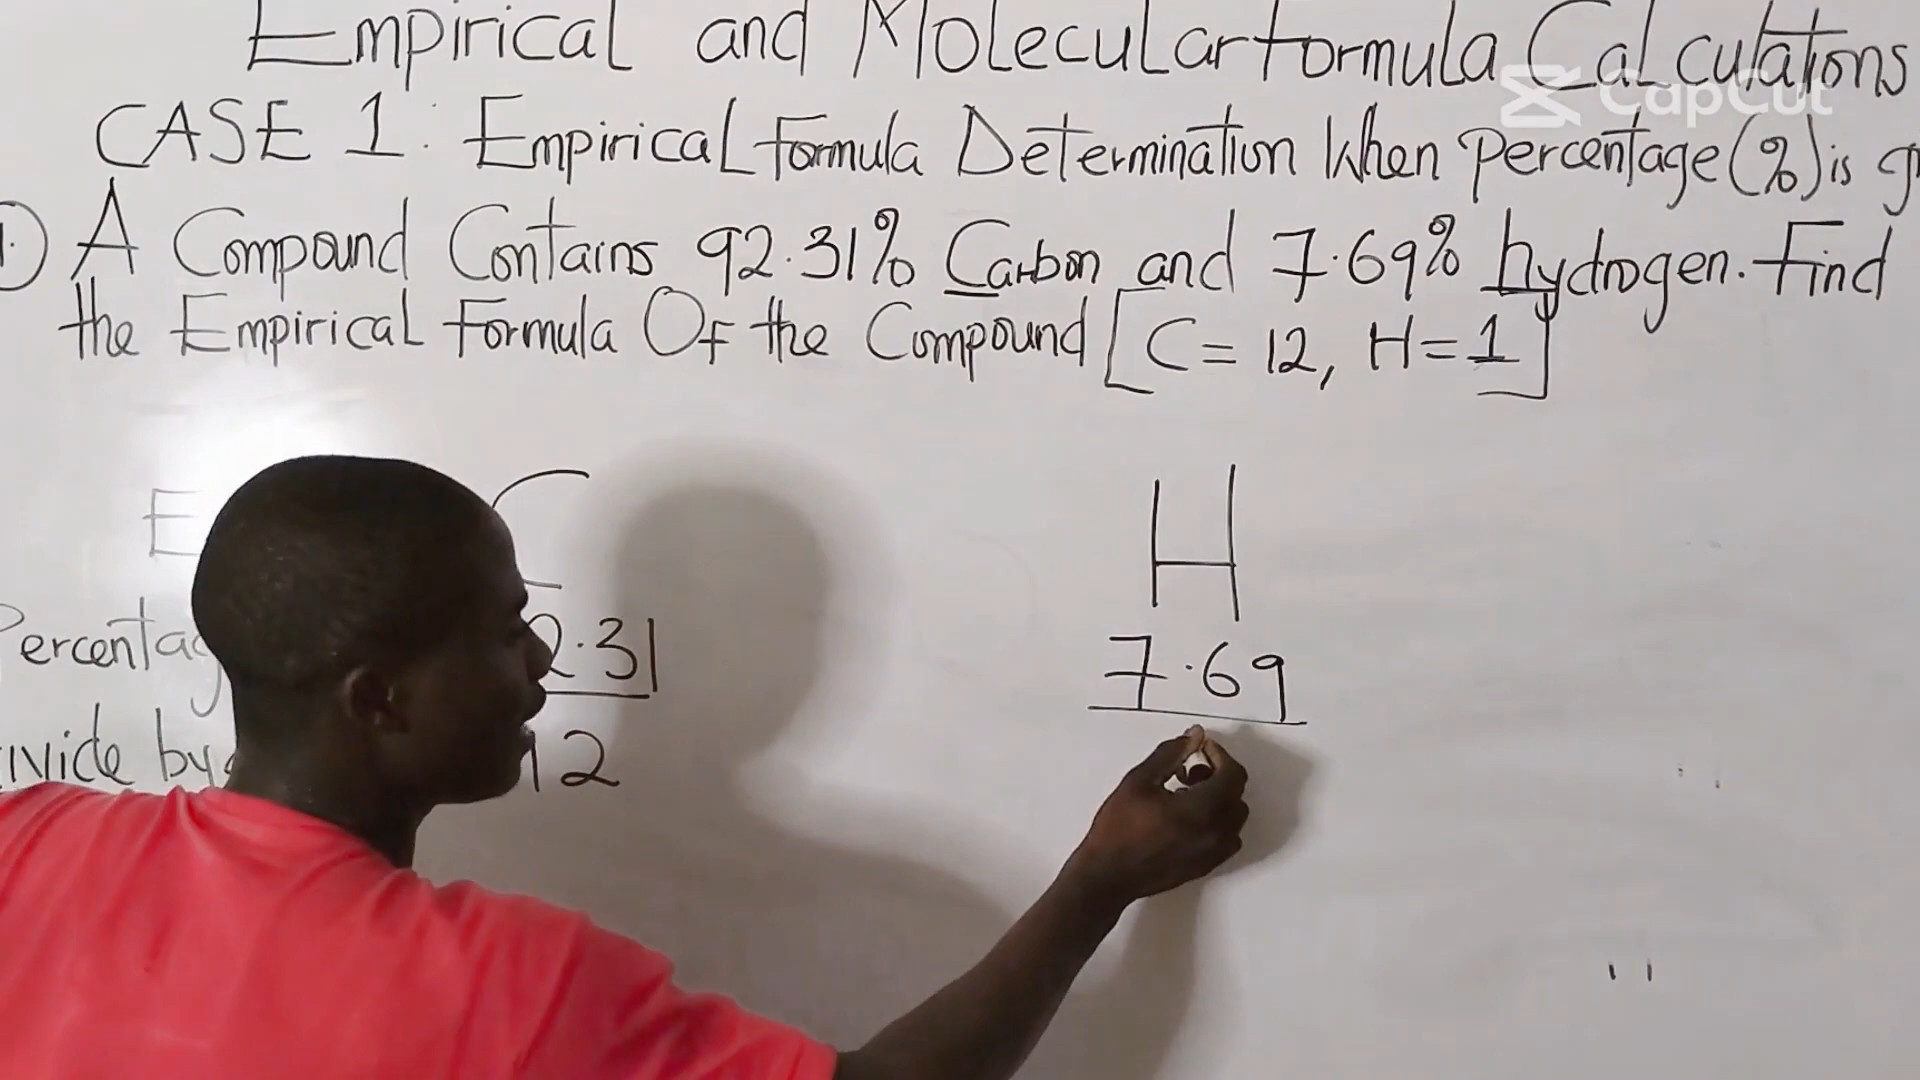 Empirical and Molecular formula Calculations
CapCut
CASE 1: Empirical formula Determination When Percentage (%) is
1. A Compound Contains 92.31% Carbon and 7.69% hydrogen. Find
the Empirical formula Of the Compound [C = 12, H = 1]
E C H
2.31 7.69
by 12